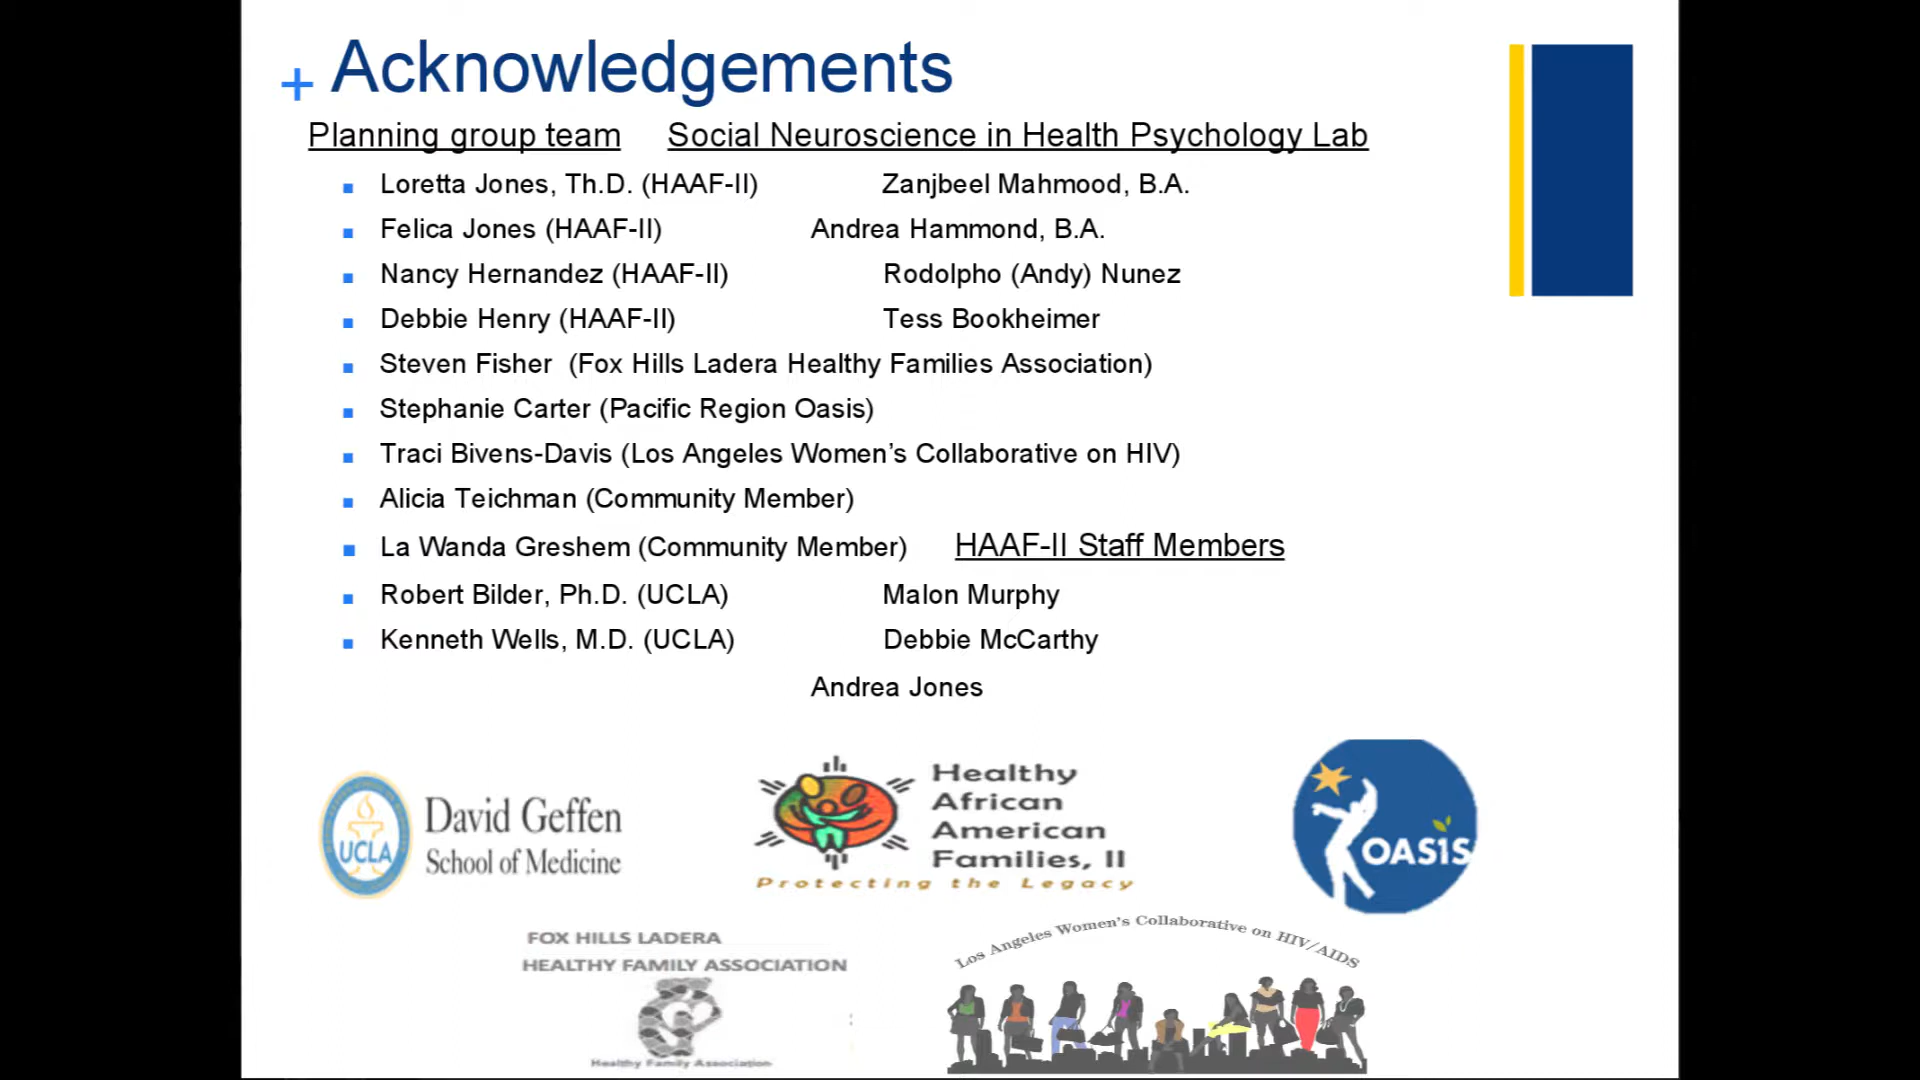 + Acknowledgements
Planning group team Social Neuroscience in Health Psychology Lab
Loretta Jones, Th.D. (HAAF-II) Zanjbeel Mahmood, B.A.
Felica Jones (HAAF-II) Andrea Hammond, B.A.
Nancy Hernandez (HAAF-II) Rodolpho (Andy) Nunez
Debbie Henry (HAAF-II) Tess Bookheimer
Steven Fisher (Fox Hills Ladera Healthy Families Association)
Stephanie Carter (Pacific Region Oasis)
Traci Bivens-Davis (Los Angeles Women’s Collaborative on HIV)
Alicia Teichman (Community Member)
La Wanda Greshem (Community Member) HAAF-II Staff Members
Robert Bilder, Ph.D. (UCLA) Malon Murphy
Kenneth Wells, M.D. (UCLA) Debbie McCarthy
Andrea Jones
UCLA
David Geffen
School of Medicine
Healthy
African
American
Families, II
Protecting the Legacy
OASIS
FOX HILLS LADERA
HEALTHY FAMILY ASSOCIATION
Healthy Family Association
Los Angeles Women's Collaborative on HIV/AIDS